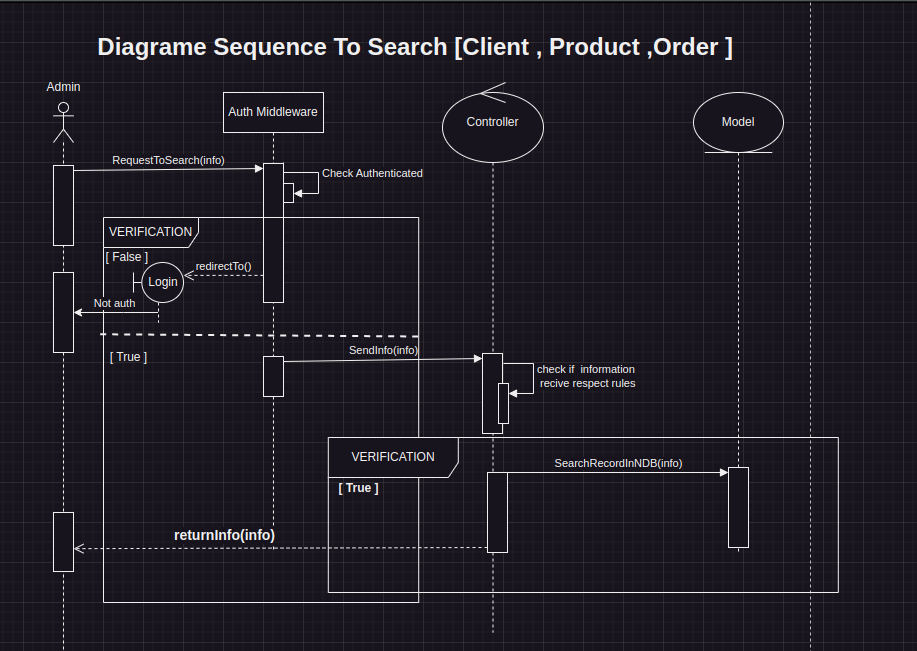 Diagrame Sequence To Search [Client , Product ,Order ]
Admin
Auth Middleware
Controller
Model
RequestToSearch(info)
Check Authenticated
VERIFICATION
[ False ]
redirectTo()
Login
Not auth
[ True ]
SendInfo(info)
check if  information
recive respect rules
VERIFICATION
SearchRecordInNDB(info)
[ True ]
returnInfo(info)